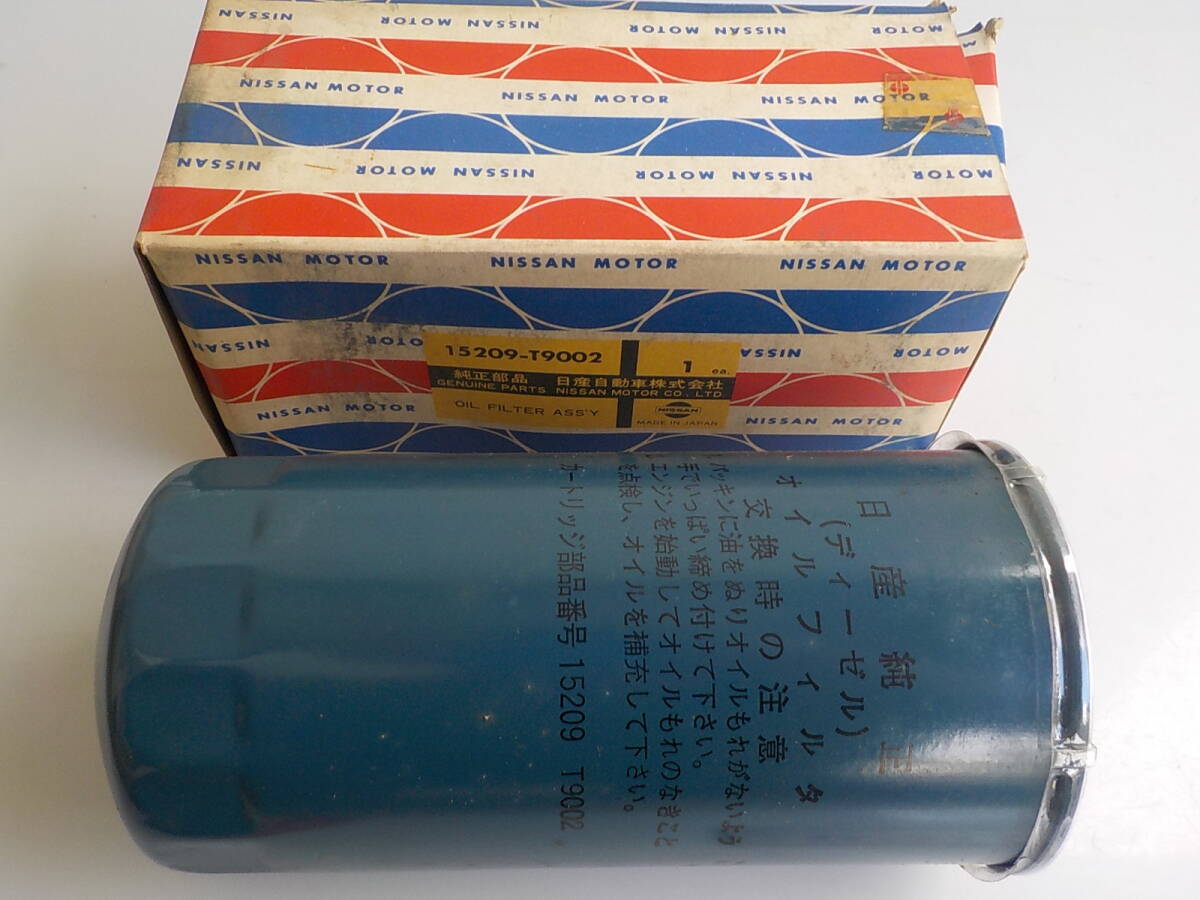 NISSAN NISSAN MOTOR NISSAN MOTOR MOTOR
NISSAN MOTOR NISSAN MOTOR NISSAN MOTOR
NISSAN MOTOR NISSAN MOTOR NISSAN MOTOR
NISSAN MOTOR NISSAN MOTOR NISSAN MOTOR
NISSAN
15209-T9002 1 ea.
純正部品 日産自動車株式会社
GENUINE PARTS NISSAN MOTOR CO., LTD.
OIL FILTER ASS'Y NISSAN
MADE IN JAPAN
NISSAN MOTOR NISSAN MOTOR
日産純正
(ディーゼル)
オイルフィルタ
交換時の注意
パッキンに油をぬりオイルもれがないよう
手でいっぱい締め付けて下さい。
エンジンを始動してオイルもれのなきこと
を点検し、オイルを補充して下さい。
カートリッジ部品番号 15209 T9002